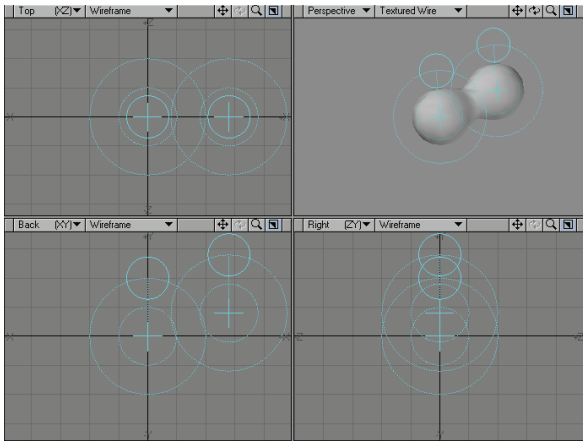 Top (XZ) Wireframe
Perspective Textured Wire
Back (XY) Wireframe
Right (ZY) Wireframe